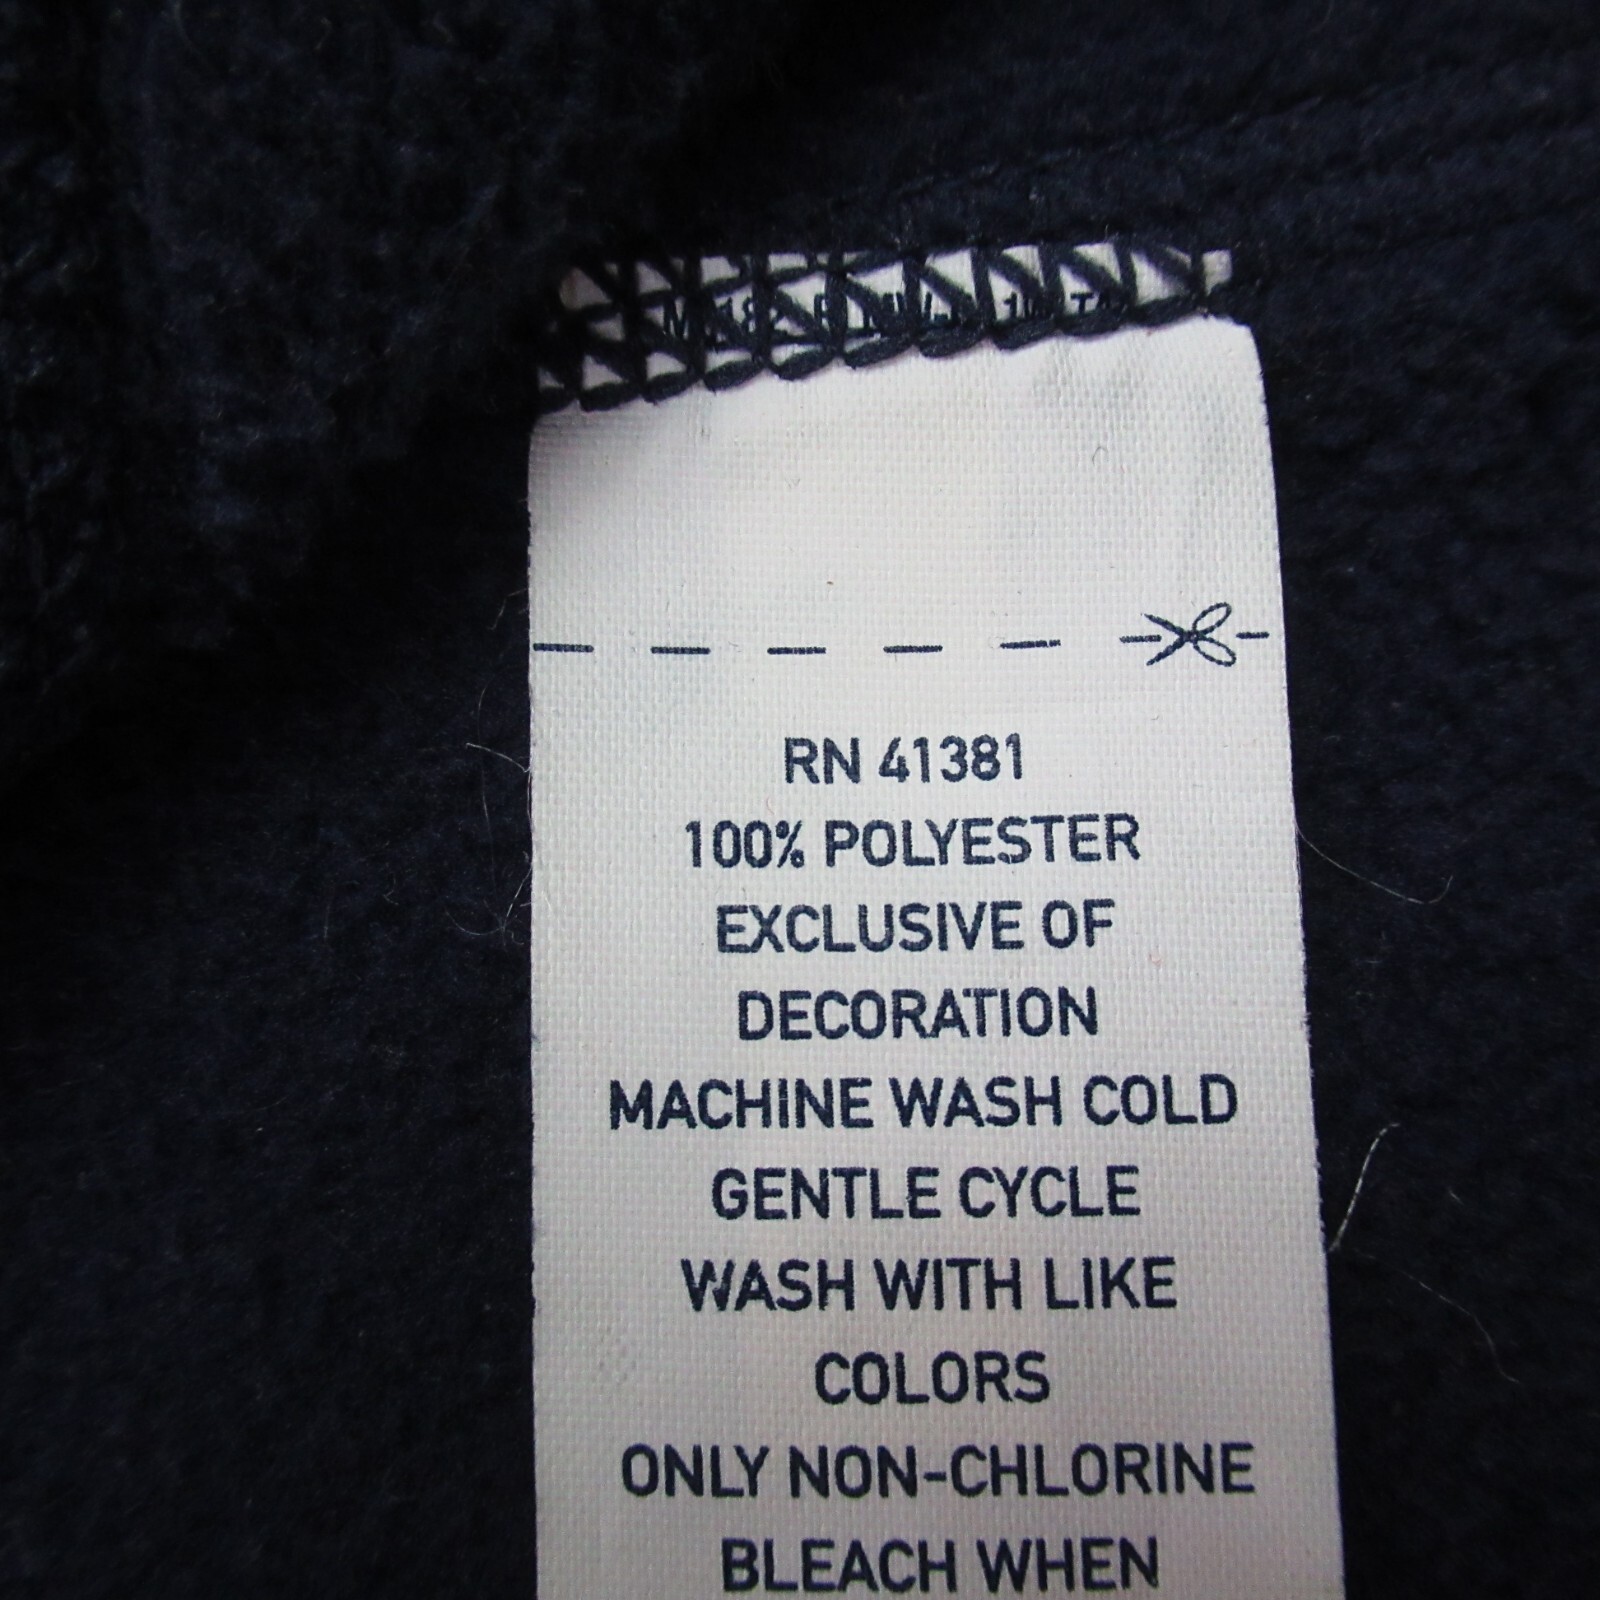 RN 41381
100% POLYESTER
EXCLUSIVE OF
DECORATION
MACHINE WASH COLD
GENTLE CYCLE
WASH WITH LIKE
COLORS
ONLY NON-CHLORINE
BLEACH WHEN